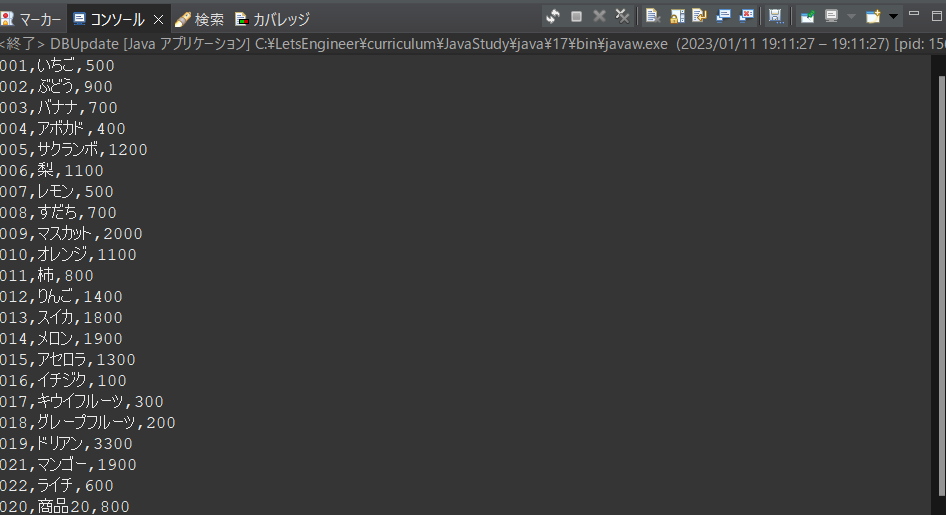 マーカー コンソール 検索 カバレッジ
<終了> DBUpdate [Java アプリケーション] C:¥LetsEngineer¥curriculum¥JavaStudy¥java¥17¥bin¥javaw.exe (2023/01/11 19:11:27 – 19:11:27) [pid: 156
001,いちご,500
002,ぶどう,900
003,バナナ,700
004,アボカド,400
005,サクランボ,1200
006,梨,1100
007,レモン,500
008,すだち,700
009,マスカット,2000
010,オレンジ,1100
011,柿,800
012,りんご,1400
013,スイカ,1800
014,メロン,1900
015,アセロラ,1300
016,イチジク,100
017,キウイフルーツ,300
018,グレープフルーツ,200
019,ドリアン,3300
021,マンゴー,1900
022,ライチ,600
020,商品20,800